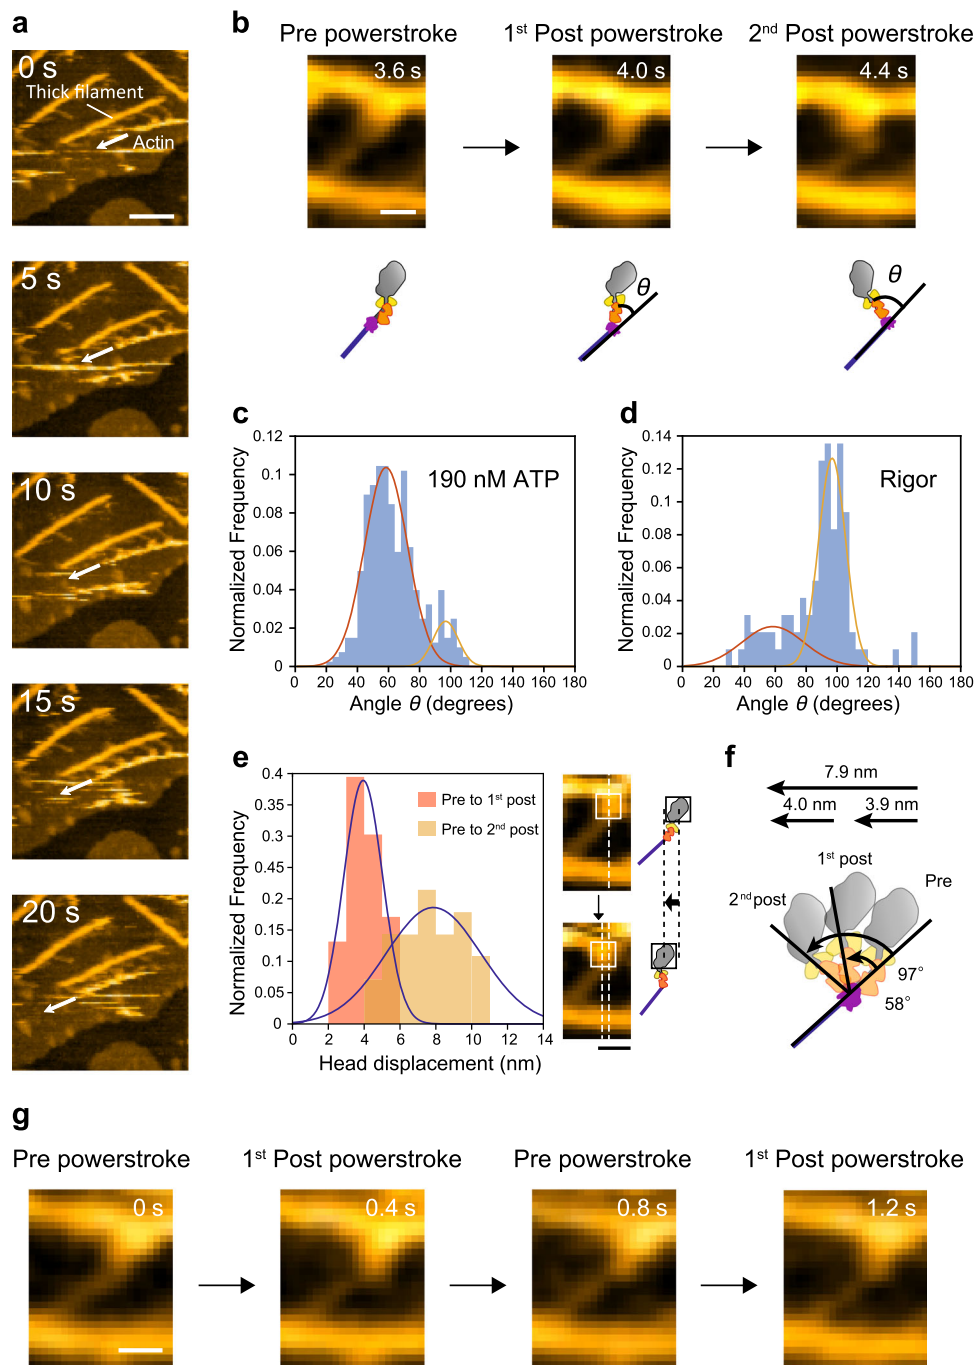 a
0 s
Thick filament
Actin
5 s
10 s
15 s
20 s
b
Pre powerstroke
1st Post powerstroke
2nd Post powerstroke
3.6 s
4.0 s
4.4 s
θ
θ
c
Normalized Frequency
0.12
0.1
0.08
0.06
0.04
0.02
0
190 nM ATP
0 20 40 60 80 100 120 140 160 180
Angle θ (degrees)
d
Normalized Frequency
0.14
0.12
0.1
0.08
0.06
0.04
0.02
0
Rigor
0 20 40 60 80 100 120 140 160 180
Angle θ (degrees)
e
Normalized Frequency
0.4
0.35
0.3
0.25
0.2
0.15
0.1
0.05
0
Pre to 1st post
Pre to 2nd post
0 2 4 6 8 10 12 14
Head displacement (nm)
f
7.9 nm
4.0 nm
3.9 nm
1st post
Pre
2nd post
97°
58°
g
Pre powerstroke
1st Post powerstroke
Pre powerstroke
1st Post powerstroke
0 s
0.4 s
0.8 s
1.2 s